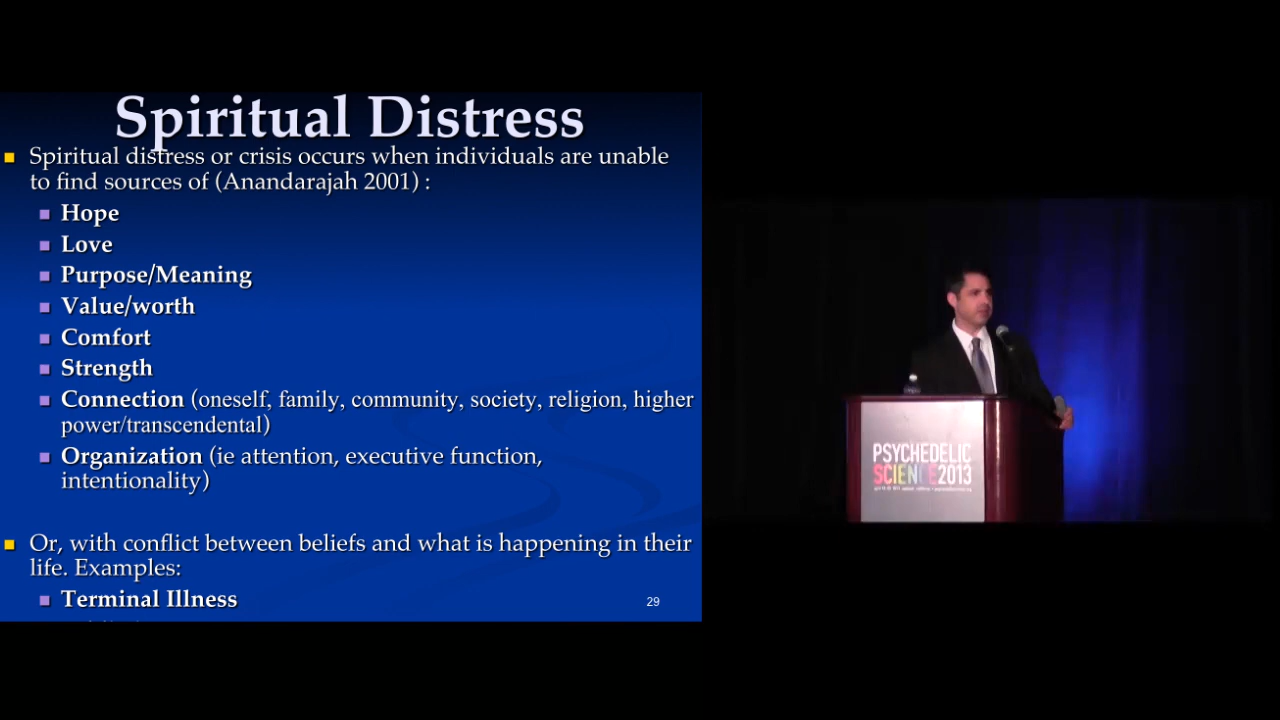 Spiritual Distress
Spiritual distress or crisis occurs when individuals are unable
to find sources of (Anandarajah 2001) :
Hope
Love
Purpose/Meaning
Value/worth
Comfort
Strength
Connection (oneself, family, community, society, religion, higher
power/transcendental)
Organization (ie attention, executive function,
intentionality)
Or, with conflict between beliefs and what is happening in their
life. Examples:
Terminal Illness
29
PSYCHEDELIC
SCIENCE2013